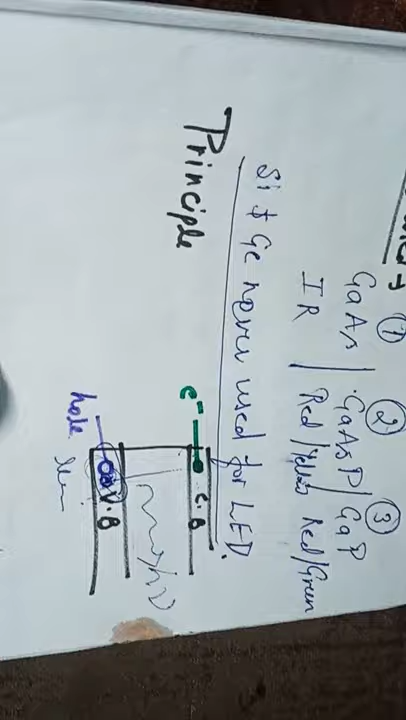 ① ② ③
GaAs | GaAsP / GaP
IR | Red/Yellow Red/Green
Si & Ge never used for LED.
Principle
e⁻
C.B
V.B
hole